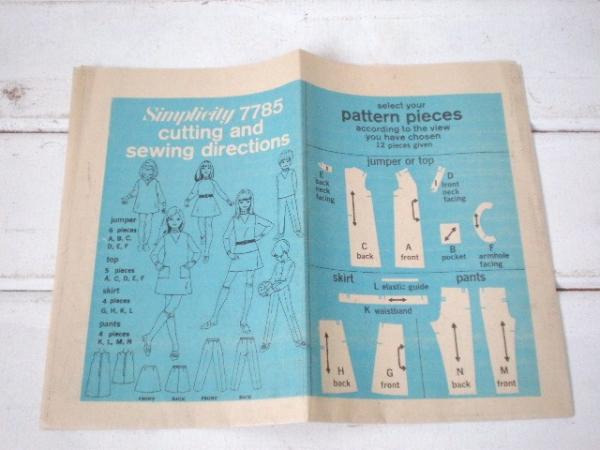 Simplicity 7785
cutting and
sewing directions
jumper
6 pieces
A, B, C,
D, E, F
top
5 pieces
A, C, D, E, F
skirt
4 pieces
G, H, K, L
pants
4 pieces
K, L, M, N
FRONT
BACK
FRONT
BACK
select your
pattern pieces
according to the view
you have chosen
12 pieces given
jumper or top
E
back
neck
facing
D
front
neck
facing
C
back
A
front
B
pocket
F
armhole
facing
skirt
L elastic guide
K waistband
H
back
G
front
pants
N
back
M
front